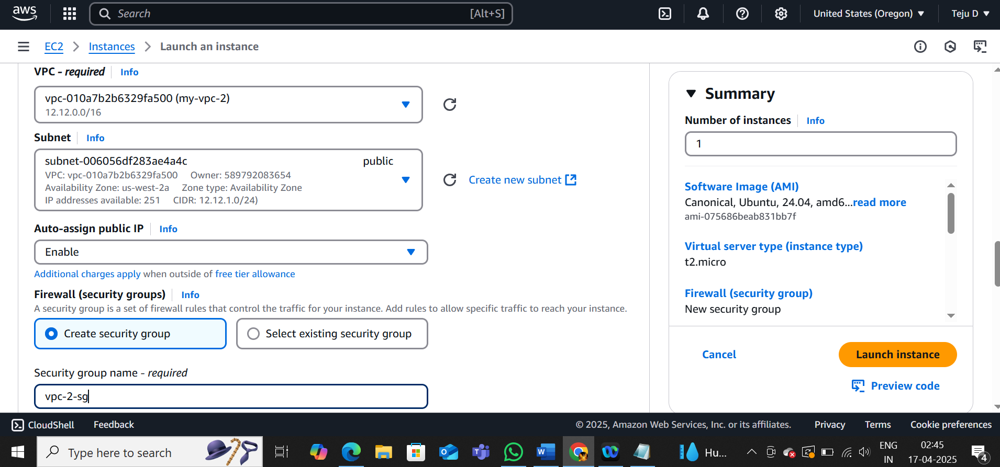 aws
Search
[Alt+S]
United States (Oregon)
Teju D
EC2
Instances
Launch an instance
VPC - required
Info
vpc-010a7b2b6329fa500 (my-vpc-2)
12.12.0.0/16
Subnet
Info
subnet-006056df283ae4a4c
public
VPC: vpc-010a7b2b6329fa500 Owner: 589792083654
Availability Zone: us-west-2a Zone type: Availability Zone
IP addresses available: 251 CIDR: 12.12.1.0/24)
Create new subnet
Auto-assign public IP
Info
Enable
Additional charges apply when outside of free tier allowance
Firewall (security groups)
Info
A security group is a set of firewall rules that control the traffic for your instance. Add rules to allow specific traffic to reach your instance.
Create security group
Select existing security group
Security group name - required
vpc-2-sg
Summary
Number of instances
Info
1
Software Image (AMI)
Canonical, Ubuntu, 24.04, amd6...read more
ami-075686beab831bb7f
Virtual server type (instance type)
t2.micro
Firewall (security group)
New security group
Cancel
Launch instance
Preview code
CloudShell
Feedback
© 2025, Amazon Web Services, Inc. or its affiliates.
Privacy
Terms
Cookie preferences
Type here to search
Hu...
ENG
IN
02:45
17-04-2025
4